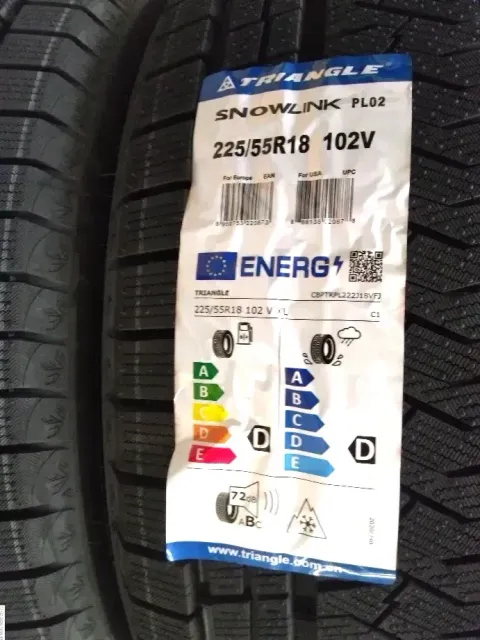 TRIANGLE
SNOWLINK PL02
225/55R18 102V
For Europe EAN For USA UPC
ENERG
TRIANGLE CBPTRPL222J18VFJ
225/55R18 102 V XL C1
A
B
C
D
E
D
A
B
C
D
E
D
72dB
ABC
www.triangle.com.cn